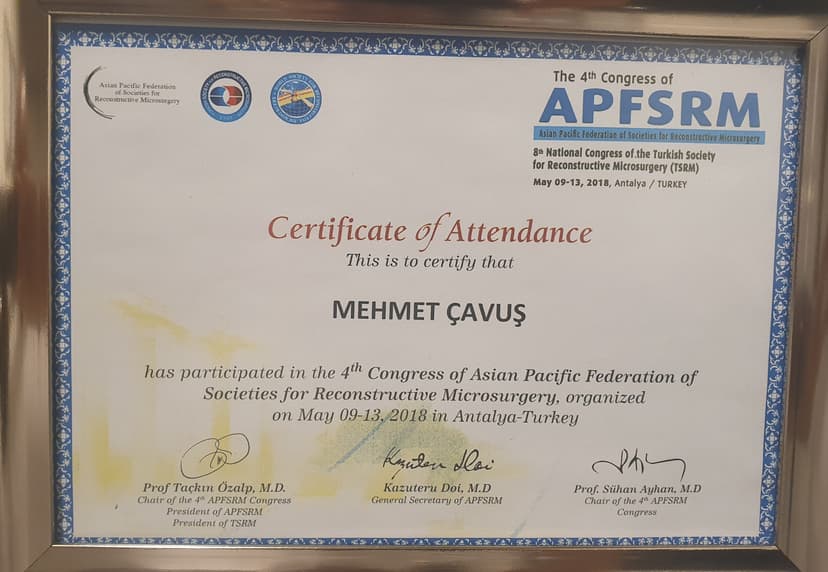 Asian Pacific Federation
of Societies for
Reconstructive Microsurgery
The 4th Congress of
APFSRM
Asian Pacific Federation of Societies for Reconstructive Microsurgery
8th National Congress of the Turkish Society
for Reconstructive Microsurgery (TSRM)
May 09-13, 2018, Antalya / TURKEY
Certificate of Attendance
This is to certify that
MEHMET ÇAVUŞ
has participated in the 4th Congress of Asian Pacific Federation of
Societies for Reconstructive Microsurgery, organized
on May 09-13, 2018 in Antalya-Turkey
Kazuteru Doi
Prof Taçkın Özalp, M.D.
Chair of the 4th APFSRM Congress
President of APFSRM
President of TSRM
Kazuteru Doi, M.D
General Secretary of APFSRM
Prof. Sühan Ayhan, M.D
Chair of the 4th APFSRM
Congress